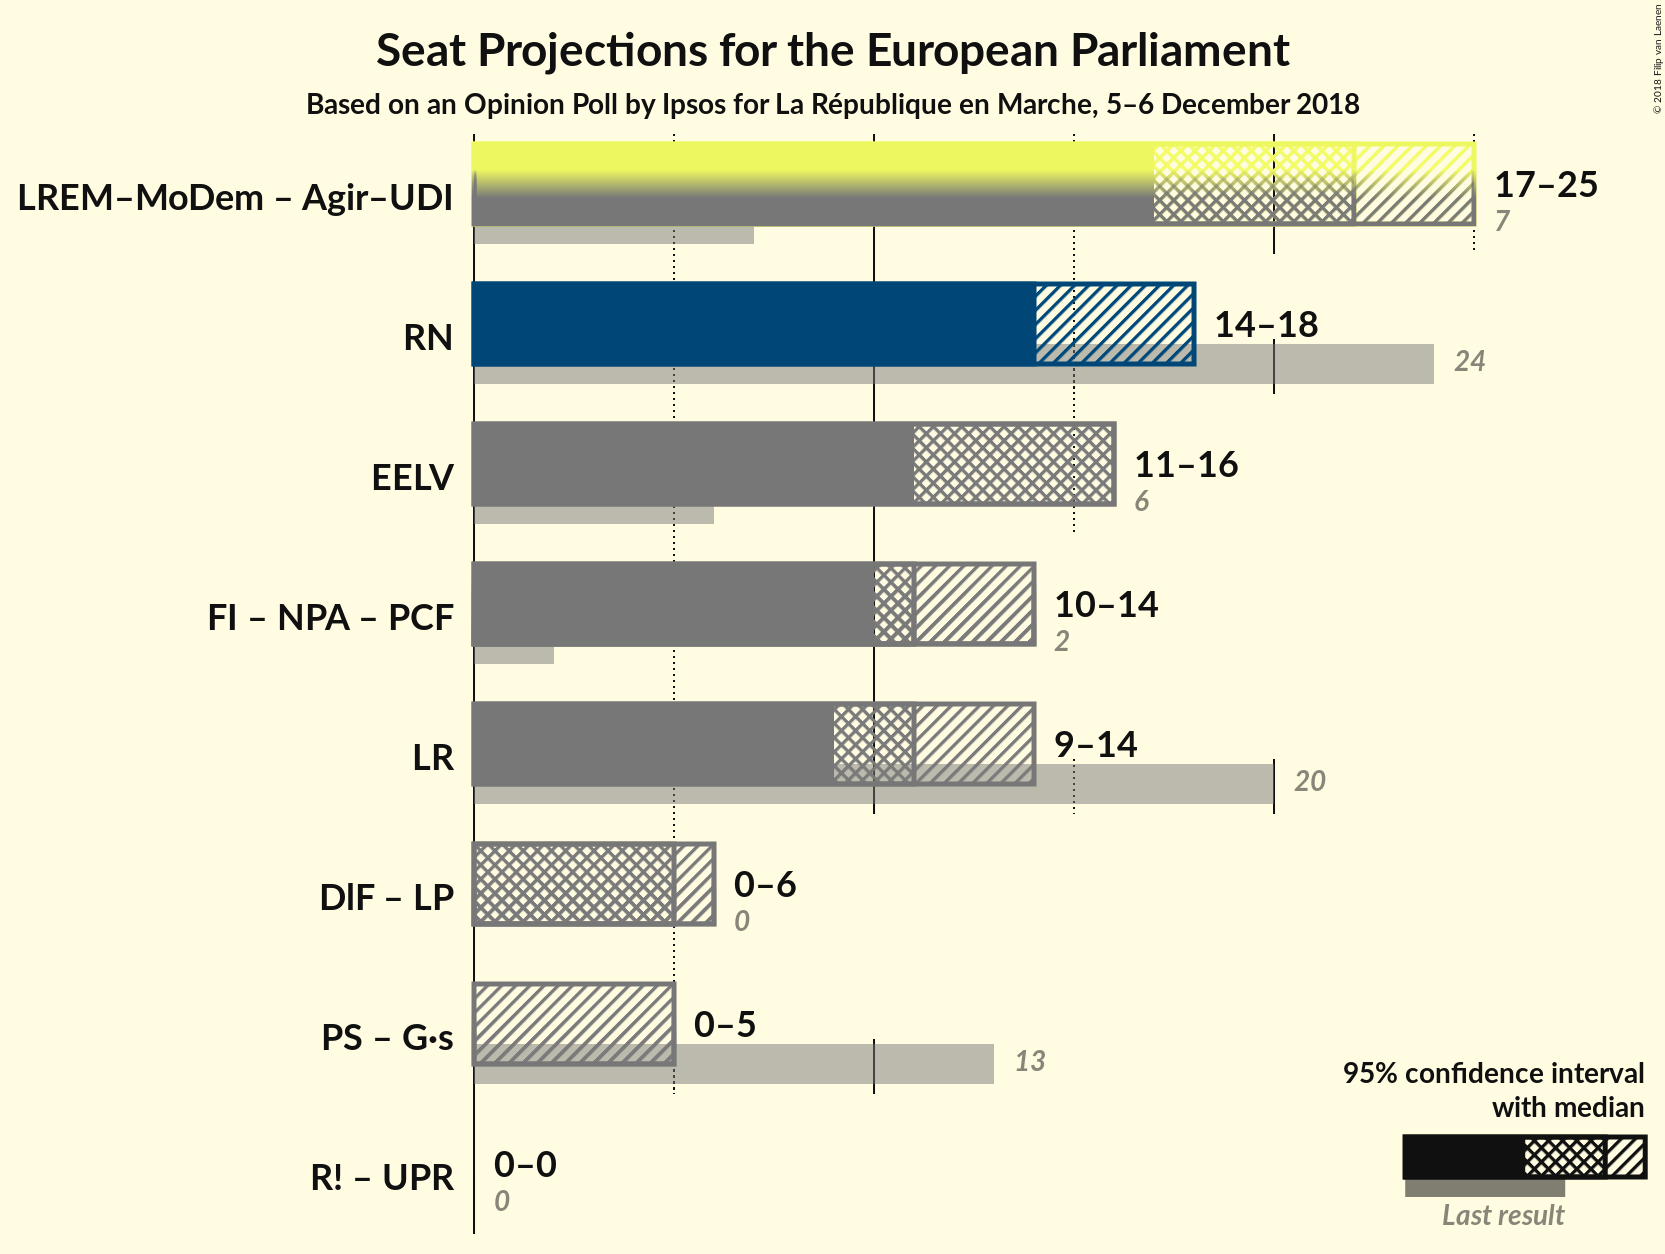 Seat Projections for the European Parliament
Based on an Opinion Poll by Ipsos for La République en Marche, 5–6 December 2018
© 2018 Filip van Laenen
LREM–MoDem – Agir–UDI
17–25
7
RN
14–18
24
EELV
11–16
6
FI – NPA – PCF
10–14
2
LR
9–14
20
DlF – LP
0–6
0
PS – G·s
0–5
13
R! – UPR
0–0
0
95% confidence interval
with median
Last result